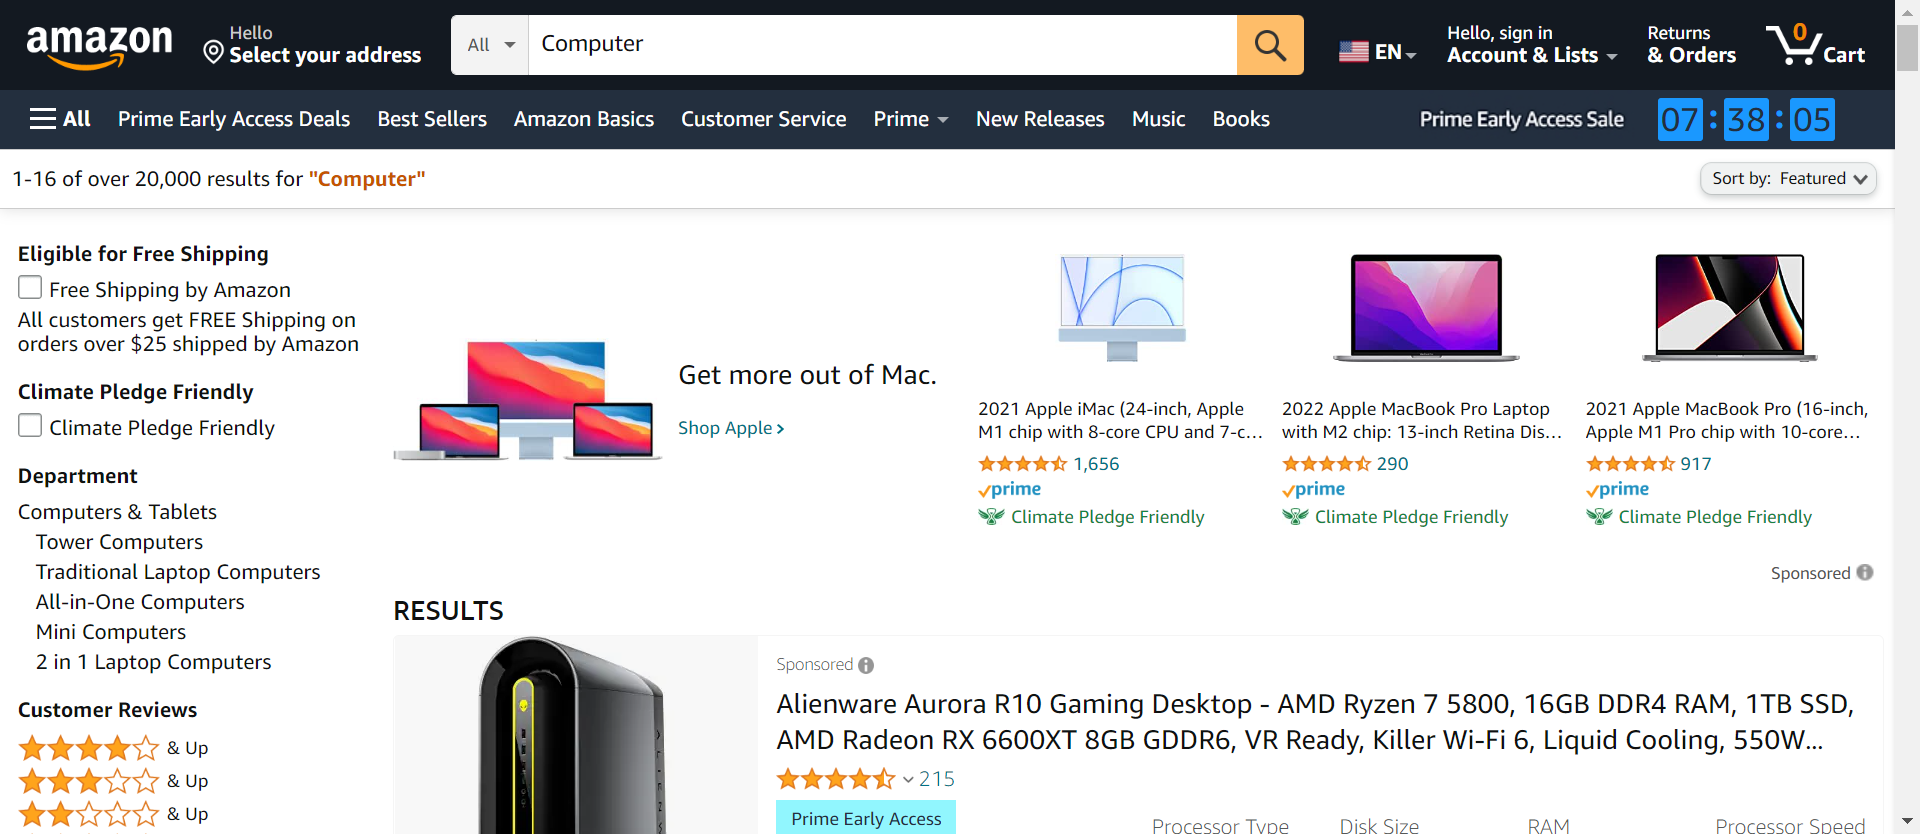 amazon
Hello
Select your address
All
Computer
EN
Hello, sign in
Account & Lists
Returns
& Orders
0
Cart
All
Prime Early Access Deals
Best Sellers
Amazon Basics
Customer Service
Prime
New Releases
Music
Books
Prime Early Access Sale
07 : 38 : 05
1-16 of over 20,000 results for "Computer"
Sort by: Featured
Eligible for Free Shipping
Free Shipping by Amazon
All customers get FREE Shipping on
orders over $25 shipped by Amazon
Climate Pledge Friendly
Climate Pledge Friendly
Department
Computers & Tablets
Tower Computers
Traditional Laptop Computers
All-in-One Computers
Mini Computers
2 in 1 Laptop Computers
Customer Reviews
& Up
& Up
& Up
Get more out of Mac.
Shop Apple ›
2021 Apple iMac (24-inch, Apple
M1 chip with 8-core CPU and 7-c...
1,656
prime
Climate Pledge Friendly
2022 Apple MacBook Pro Laptop
with M2 chip: 13-inch Retina Dis...
290
prime
Climate Pledge Friendly
2021 Apple MacBook Pro (16-inch,
Apple M1 Pro chip with 10-core...
917
prime
Climate Pledge Friendly
Sponsored
RESULTS
Sponsored
Alienware Aurora R10 Gaming Desktop - AMD Ryzen 7 5800, 16GB DDR4 RAM, 1TB SSD,
AMD Radeon RX 6600XT 8GB GDDR6, VR Ready, Killer Wi-Fi 6, Liquid Cooling, 550W...
215
Prime Early Access
Processor Type
Disk Size
RAM
Processor Speed